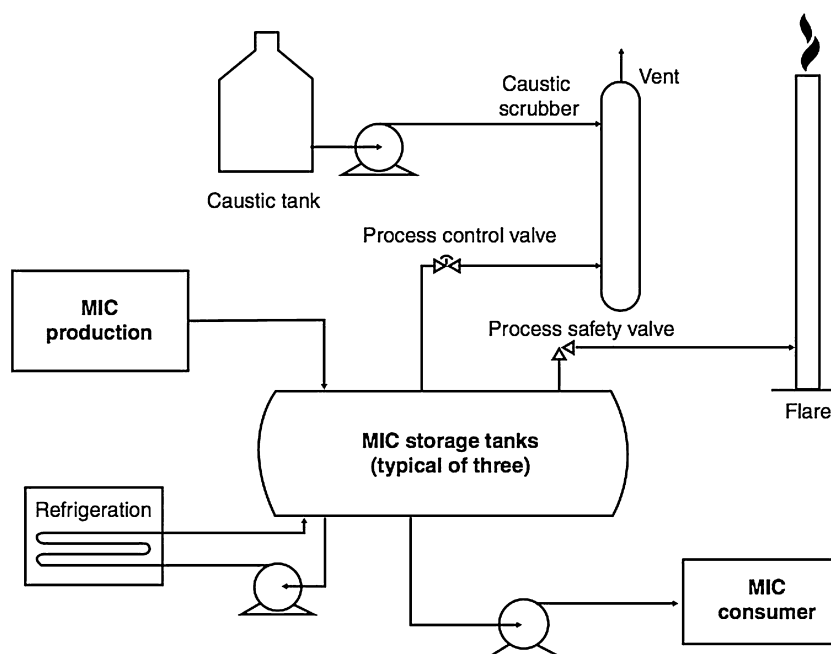 Caustic
scrubber
Vent
Caustic tank
Process control valve
MIC
production
Process safety valve
Flare
MIC storage tanks
(typical of three)
Refrigeration
MIC
consumer